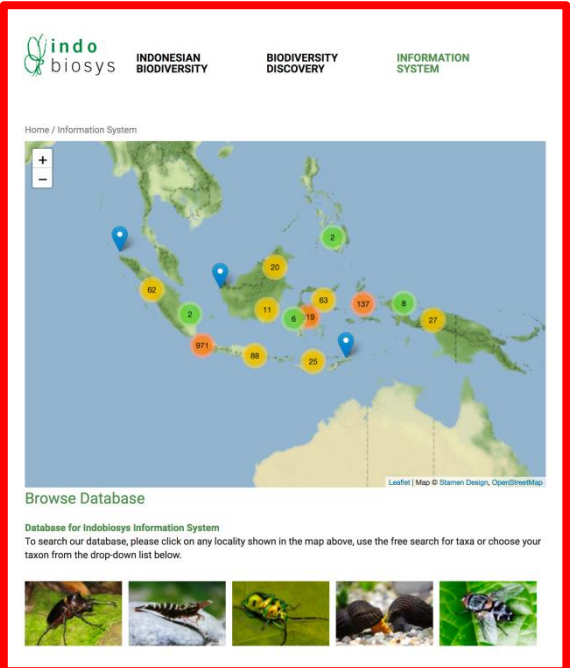 indo
biosys
INDONESIAN
BIODIVERSITY
BIODIVERSITY
DISCOVERY
INFORMATION
SYSTEM
Home / Information System
+
−
2
20
62
63
137
8
2
11
6
19
27
971
88
25
Leaflet | Map © Stamen Design, OpenStreetMap
Browse Database
Database for Indobiosys Information System
To search our database, please click on any locality shown in the map above, use the free search for taxa or choose your
taxon from the drop-down list below.